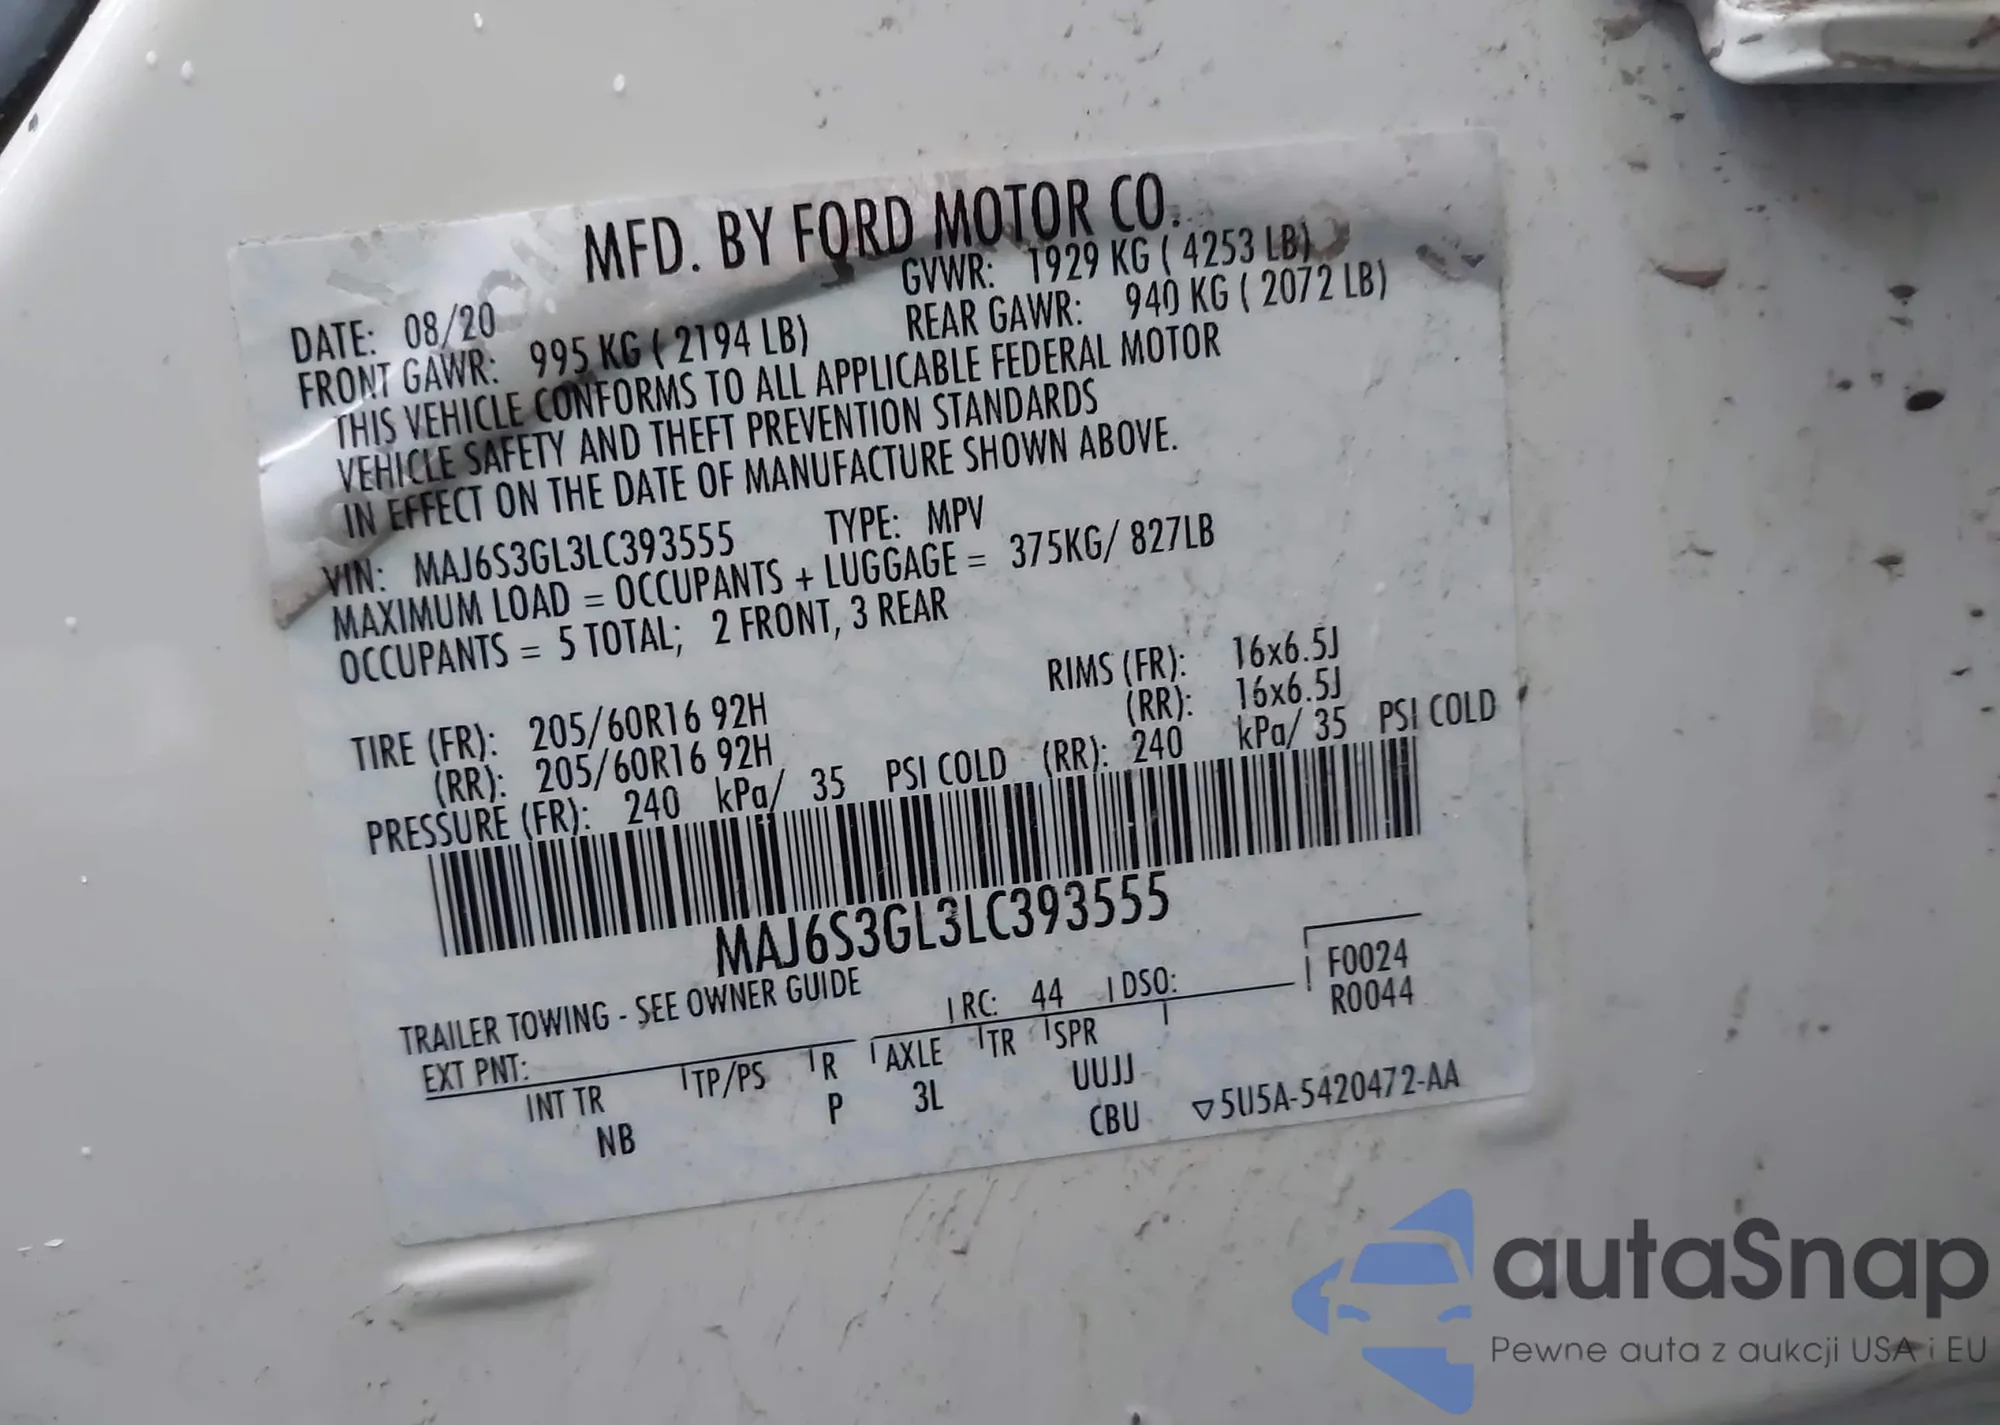 MFD. BY FORD MOTOR CO.
DATE: 08/20 GVWR: 1929 KG ( 4253 LB)
FRONT GAWR: 995 KG ( 2194 LB) REAR GAWR: 940 KG ( 2072 LB)
THIS VEHICLE CONFORMS TO ALL APPLICABLE FEDERAL MOTOR
VEHICLE SAFETY AND THEFT PREVENTION STANDARDS
IN EFFECT ON THE DATE OF MANUFACTURE SHOWN ABOVE.
VIN: MAJ6S3GL3LC393555 TYPE: MPV
MAXIMUM LOAD = OCCUPANTS + LUGGAGE = 375KG/ 827LB
OCCUPANTS = 5 TOTAL; 2 FRONT, 3 REAR
TIRE (FR): 205/60R16 92H RIMS (FR): 16x6.5J
(RR): 205/60R16 92H (RR): 16x6.5J
PRESSURE (FR): 240 kPa/ 35 PSI COLD (RR): 240 kPa/ 35 PSI COLD
MAJ6S3GL3LC393555
TRAILER TOWING - SEE OWNER GUIDE
EXT PNT: RC: 44 DSO: F0024
R0044
INT TR TP/PS R AXLE TR SPR
NB P 3L UUJJ
CBU ▽5U5A-5420472-AA
autaSnap
Pewne auta z aukcji USA i EU